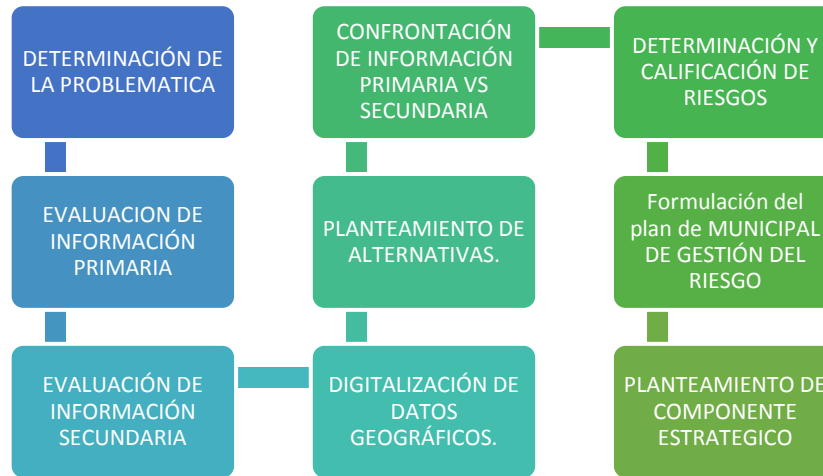 DETERMINACIÓN DE
LA PROBLEMATICA
EVALUACION DE
INFORMACIÓN
PRIMARIA
EVALUACIÓN DE
INFORMACIÓN
SECUNDARIA
DIGITALIZACIÓN DE
DATOS
GEOGRÁFICOS.
PLANTEAMIENTO DE
ALTERNATIVAS.
CONFRONTACIÓN
DE INFORMACIÓN
PRIMARIA VS
SECUNDARIA
DETERMINACIÓN Y
CALIFICACIÓN DE
RIESGOS
Formulación del
plan de MUNICIPAL
DE GESTIÓN DEL
RIESGO
PLANTEAMIENTO DE
COMPONENTE
ESTRATEGICO